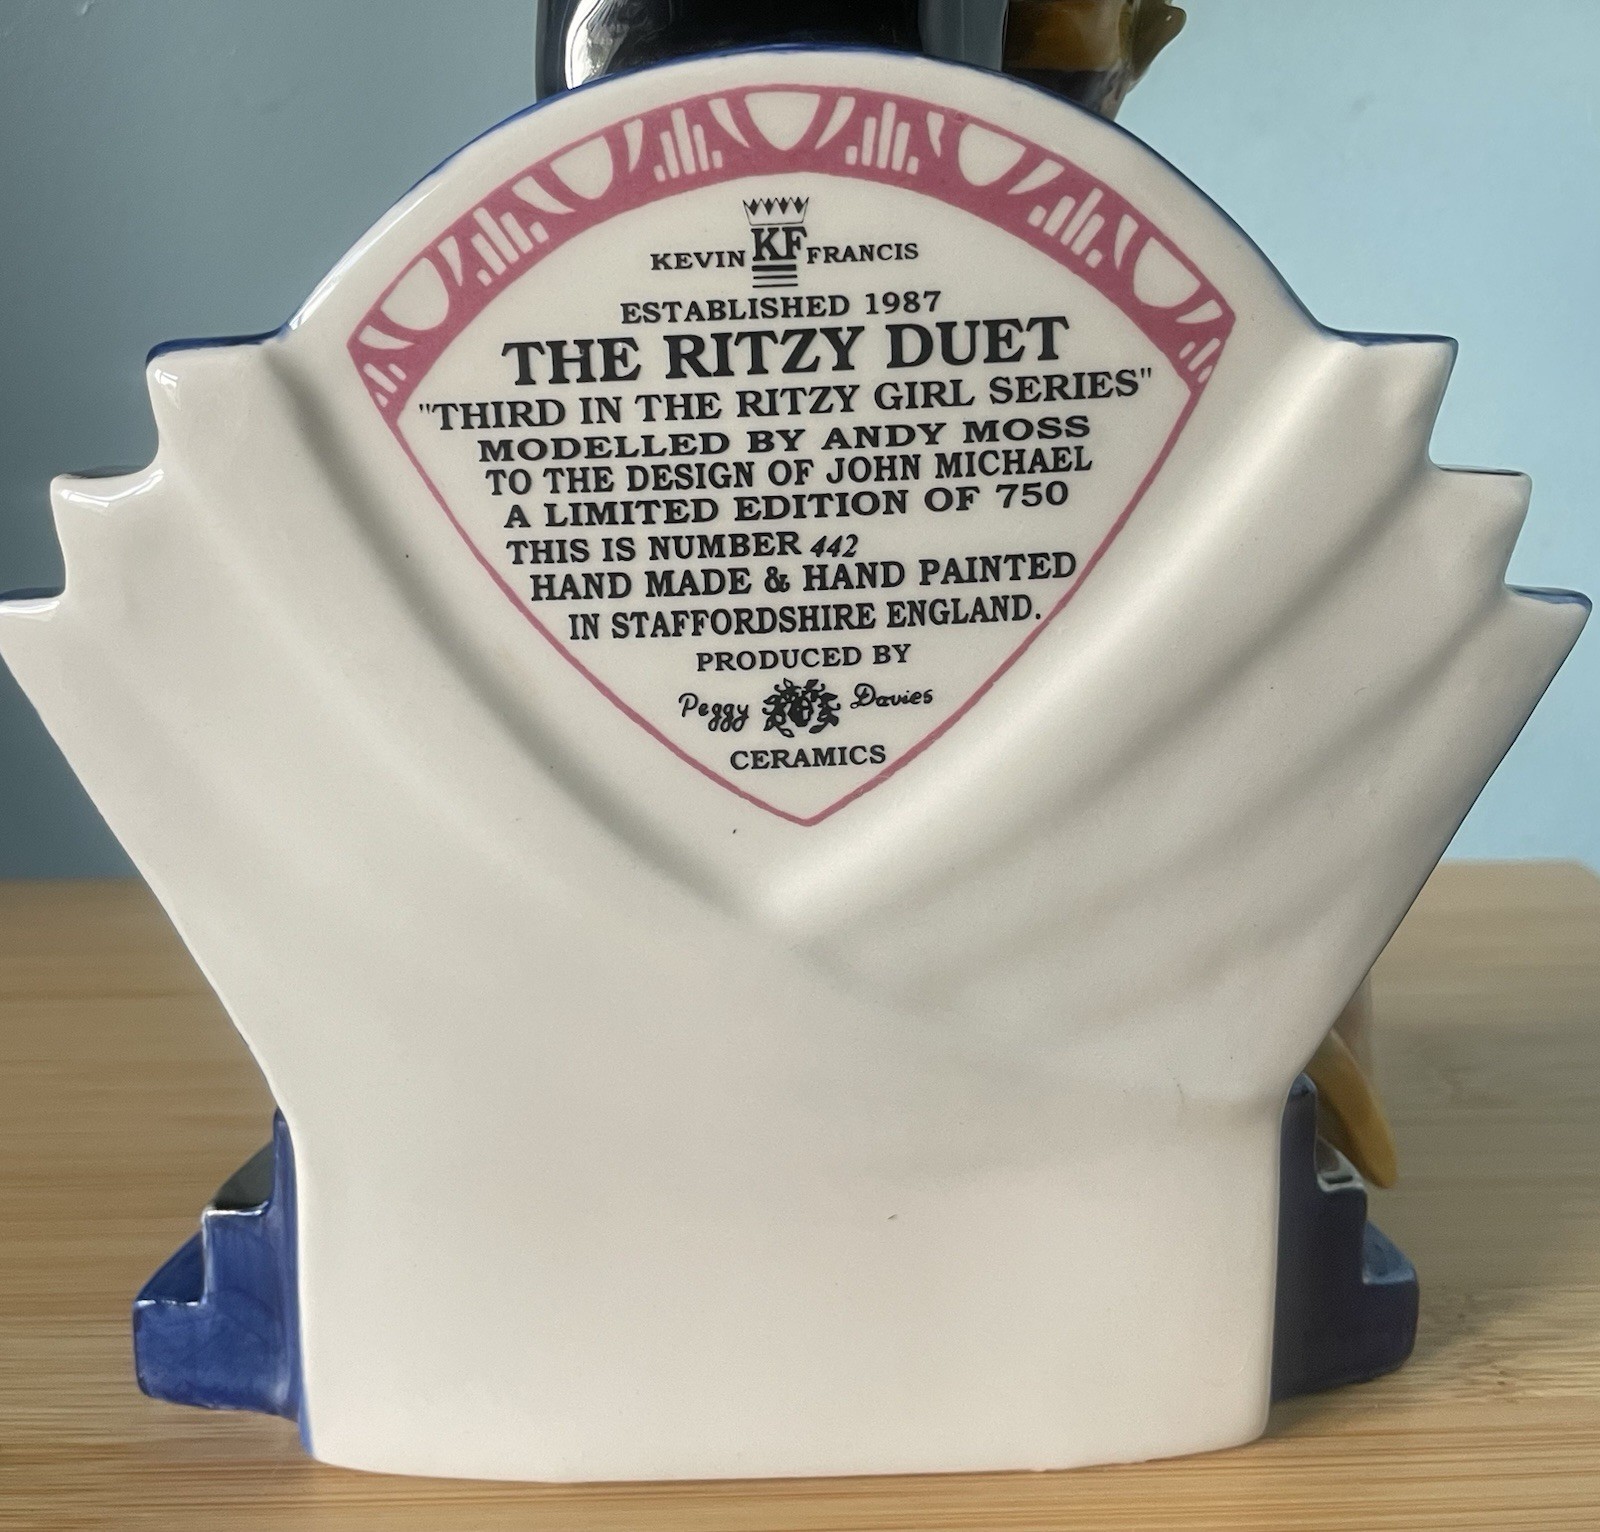 KEVIN KF FRANCIS
ESTABLISHED 1987
THE RITZY DUET
"THIRD IN THE RITZY GIRL SERIES"
MODELLED BY ANDY MOSS
TO THE DESIGN OF JOHN MICHAEL
A LIMITED EDITION OF 750
THIS IS NUMBER 442
HAND MADE & HAND PAINTED
IN STAFFORDSHIRE ENGLAND.
PRODUCED BY
Peggy Davies
CERAMICS